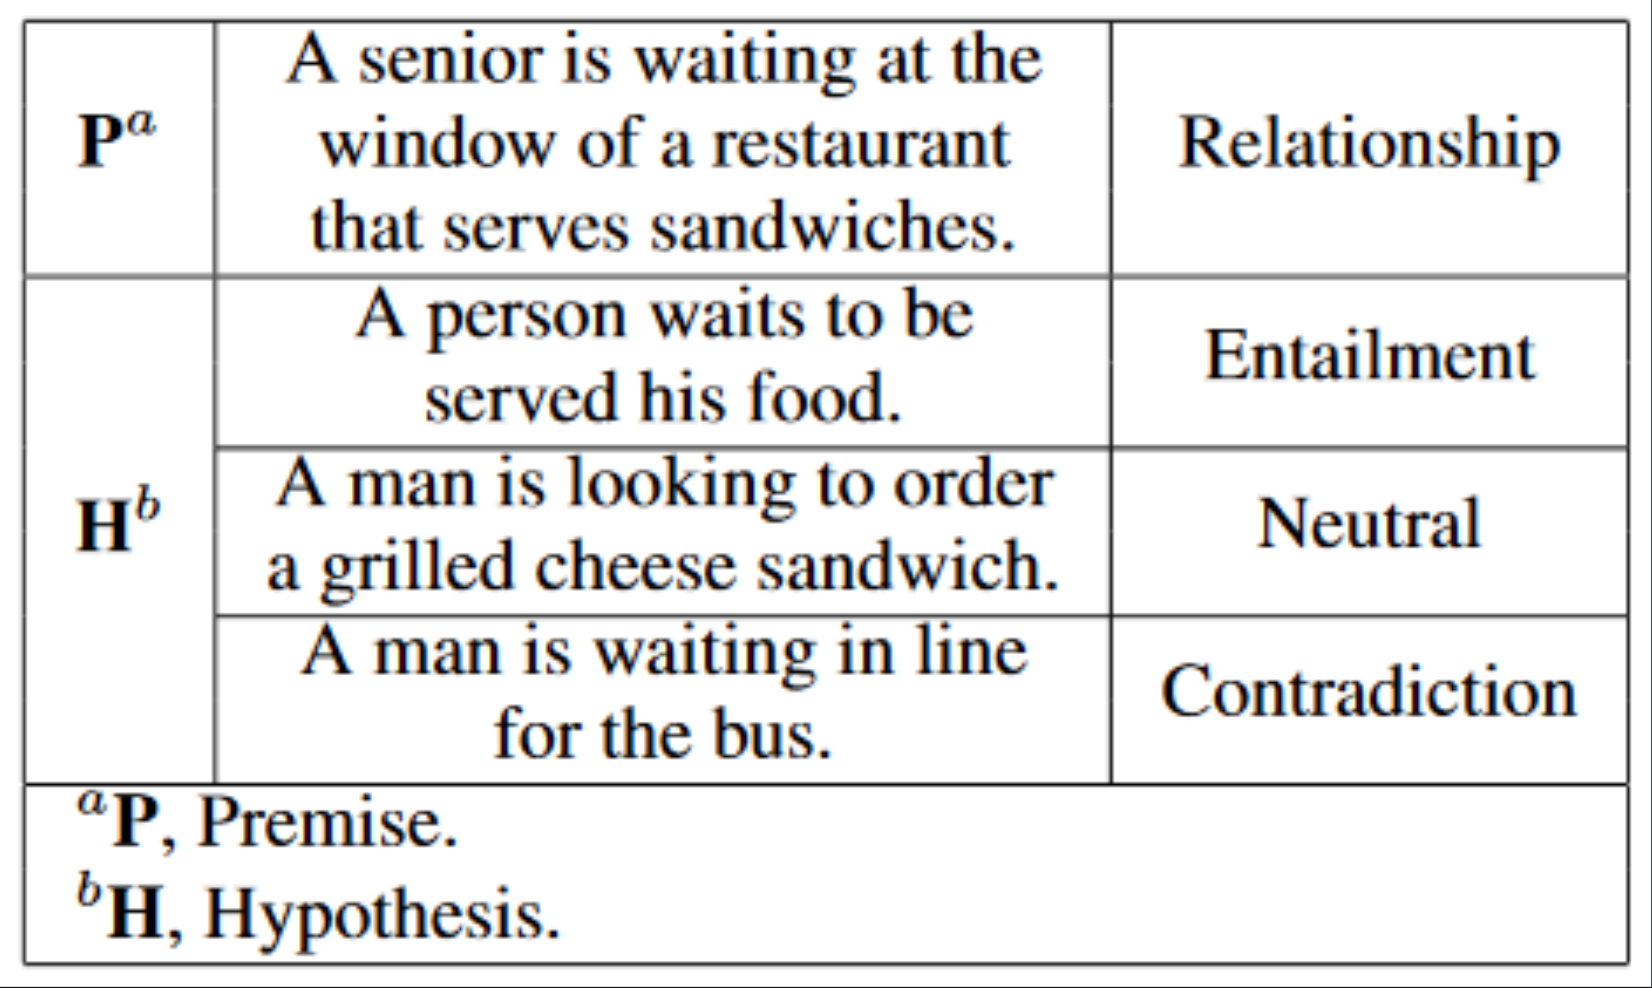 P^a
A senior is waiting at the
window of a restaurant
that serves sandwiches.
Relationship
H^b
A person waits to be
served his food.
Entailment
A man is looking to order
a grilled cheese sandwich.
Neutral
A man is waiting in line
for the bus.
Contradiction
^a P, Premise.
^b H, Hypothesis.